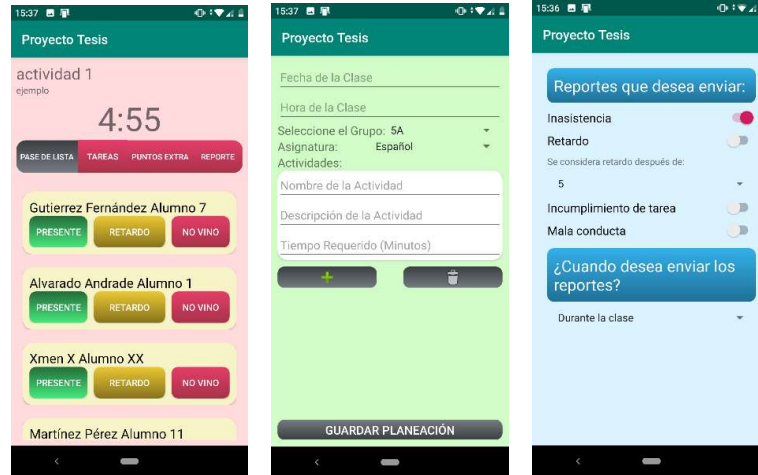 15:37
Proyecto Tesis
actividad 1
ejemplo
4:55
PASE DE LISTA TAREAS PUNTOS EXTRA REPORTE
Gutierrez Fernández Alumno 7
PRESENTE RETARDO NO VINO
Alvarado Andrade Alumno 1
PRESENTE RETARDO NO VINO
Xmen X Alumno XX
PRESENTE RETARDO NO VINO
Martínez Pérez Alumno 11
15:37
Proyecto Tesis
Fecha de la Clase
Hora de la Clase
Seleccione el Grupo: 5A
Asignatura: Español
Actividades:
Nombre de la Actividad
Descripción de la Actividad
Tiempo Requerido (Minutos)
GUARDAR PLANEACIÓN
15:36
Proyecto Tesis
Reportes que desea enviar:
Inasistencia
Retardo
Se considera retardo después de:
5
Incumplimiento de tarea
Mala conducta
¿Cuando desea enviar los
reportes?
Durante la clase